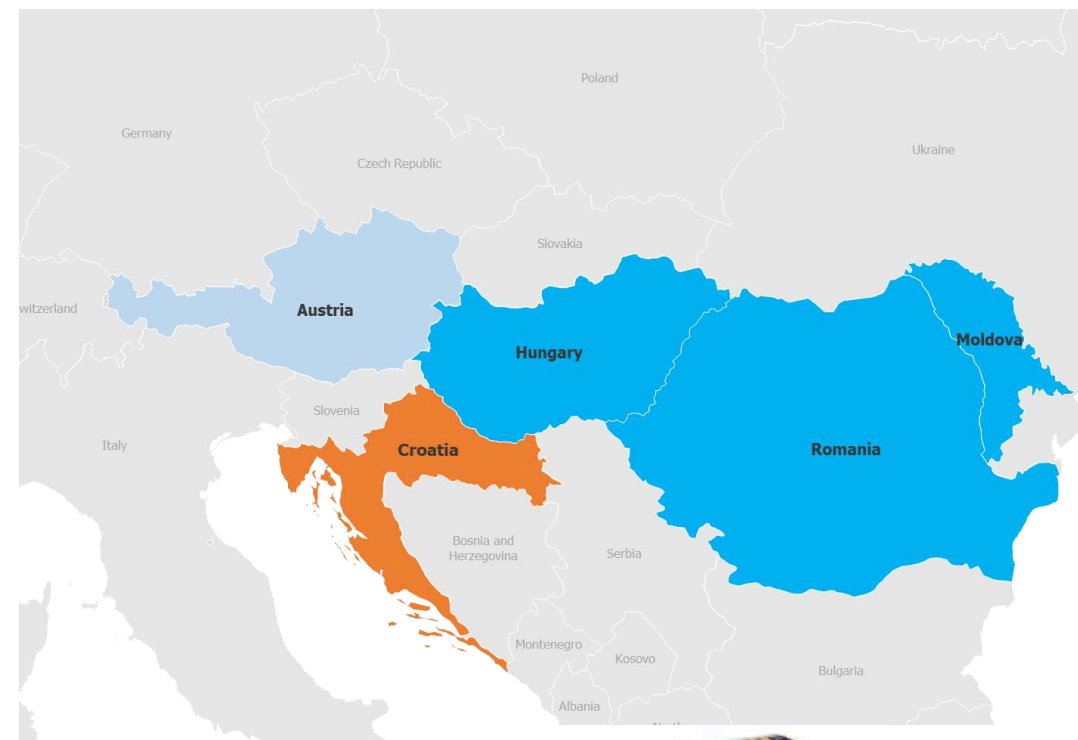 Poland
Germany
Ukraine
Czech Republic
Slovakia
witzerland
Austria
Moldova
Hungary
Slovenia
Italy
Croatia
Romania
Bosnia and
Herzegovina
Serbia
Montenegro
Kosovo
Bulgaria
Albania